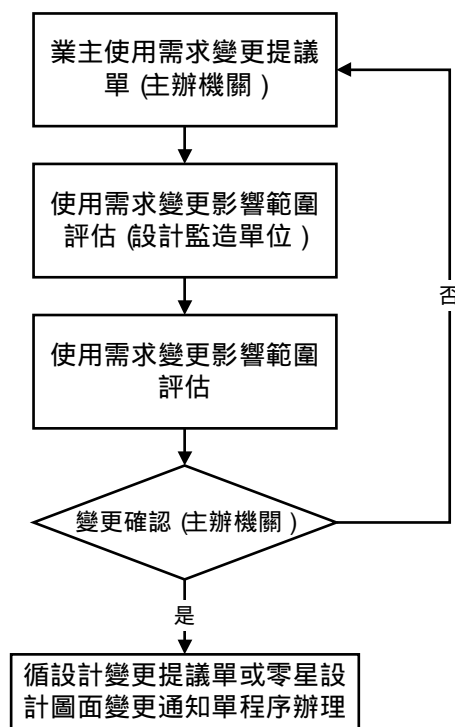 業主使用需求變更提議
單 (主辦機關)
使用需求變更影響範圍
評估 (設計監造單位)
否
使用需求變更影響範圍
評估
變更確認 (主辦機關)
是
循設計變更提議單或零星設
計圖面變更通知單程序辦理